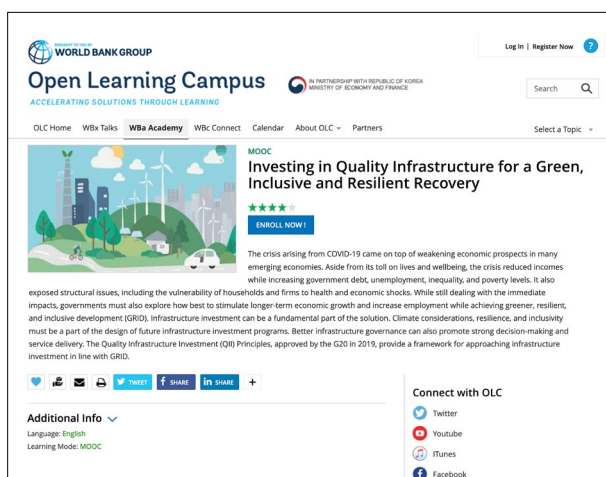 BROUGHT TO YOU BY
WORLD BANK GROUP
Log In | Register Now ?
Open Learning Campus
IN PARTNERSHIP WITH REPUBLIC OF KOREA
MINISTRY OF ECONOMY AND FINANCE
ACCELERATING SOLUTIONS THROUGH LEARNING
Search
OLC Home WBx Talks WBa Academy WBc Connect Calendar About OLC Partners Select a Topic
MOOC
Investing in Quality Infrastructure for a Green,
Inclusive and Resilient Recovery
ENROLL NOW !
The crisis arising from COVID-19 came on top of weakening economic prospects in many
emerging economies. Aside from its toll on lives and wellbeing, the crisis reduced incomes
while increasing government debt, unemployment, inequality, and poverty levels. It also
exposed structural issues, including the vulnerability of households and firms to health and economic shocks. While still dealing with the immediate
impacts, governments must also explore how best to stimulate longer-term economic growth and increase employment while achieving greener, resilient,
and inclusive development (GRID). Infrastructure investment can be a fundamental part of the solution. Climate considerations, resilience, and inclusivity
must be a part of the design of future infrastructure investment programs. Better infrastructure governance can also promote strong decision-making and
service delivery. The Quality Infrastructure Investment (QII) Principles, approved by the G20 in 2019, provide a framework for approaching infrastructure
investment in line with GRID.
TWEET SHARE SHARE +
Additional Info
Language: English
Learning Mode: MOOC
Connect with OLC
Twitter
Youtube
ITunes
Facebook